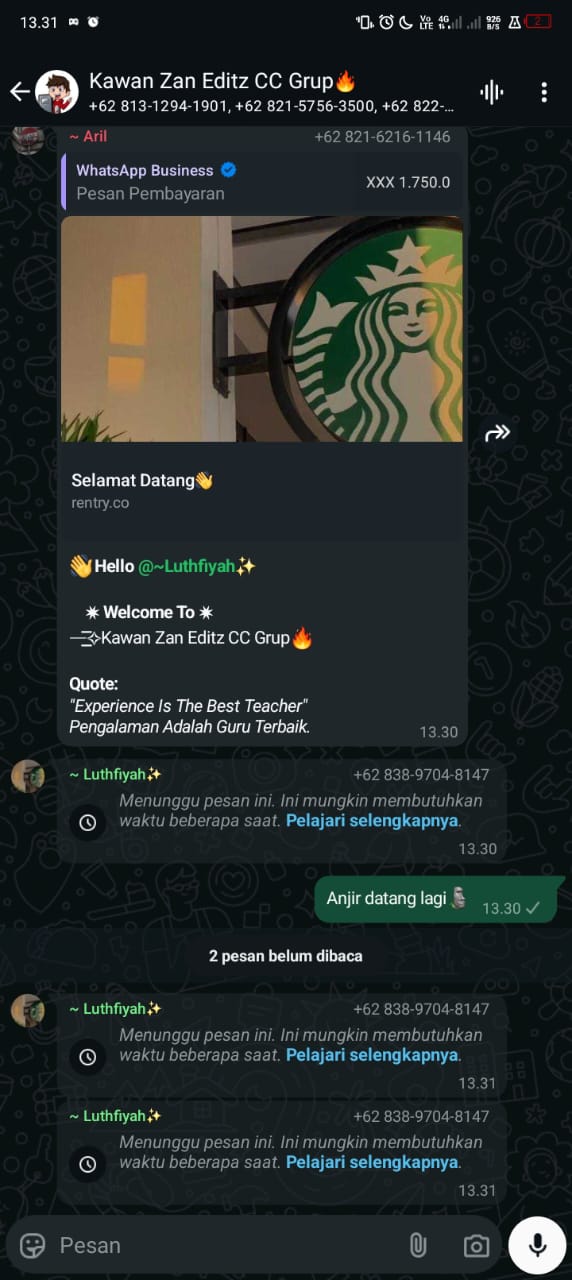 13.31
Vo LTE 4G 926 B/S 2
Kawan Zan Editz CC Grup🔥
+62 813-1294-1901, +62 821-5756-3500, +62 822-...
~ Aril +62 821-6216-1146
WhatsApp Business
Pesan Pembayaran
XXX 1.750.0
Selamat Datang👋
rentry.co
👋Hello @~Luthfiyah✨
✴ Welcome To ✴
—͟͟͞͞✧Kawan Zan Editz CC Grup🔥
Quote:
"Experience Is The Best Teacher"
Pengalaman Adalah Guru Terbaik.
13.30
~ Luthfiyah✨ +62 838-9704-8147
Menunggu pesan ini. Ini mungkin membutuhkan
waktu beberapa saat. Pelajari selengkapnya.
13.30
Anjir datang lagi🗿 13.30
2 pesan belum dibaca
~ Luthfiyah✨ +62 838-9704-8147
Menunggu pesan ini. Ini mungkin membutuhkan
waktu beberapa saat. Pelajari selengkapnya.
13.31
~ Luthfiyah✨ +62 838-9704-8147
Menunggu pesan ini. Ini mungkin membutuhkan
waktu beberapa saat. Pelajari selengkapnya.
13.31
Pesan